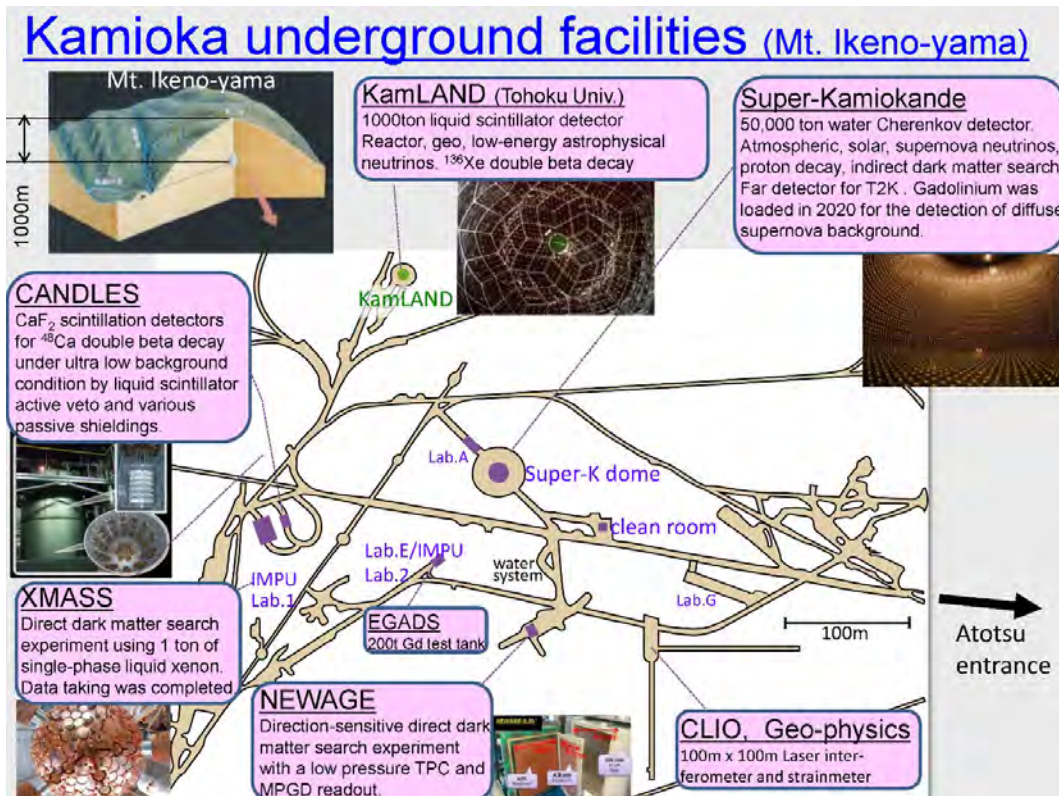 Kamioka underground facilities (Mt. Ikeno-yama)
Mt. Ikeno-yama
1000m
KamLAND (Tohoku Univ.)
1000ton liquid scintillator detector
Reactor, geo, low-energy astrophysical
neutrinos. ¹³⁶Xe double beta decay
Super-Kamiokande
50,000 ton water Cherenkov detector.
Atmospheric, solar, supernova neutrinos,
proton decay, indirect dark matter search
Far detector for T2K . Gadolinium was
loaded in 2020 for the detection of diffuse
supernova background.
CANDLES
CaF₂ scintillation detectors
for ⁴⁸Ca double beta decay
under ultra low background
condition by liquid scintillator
active veto and various
passive shieldings.
KamLAND
Lab.A
Super-K dome
clean room
Lab.E/IMPU
Lab.2
water
system
IMPU
Lab.1
Lab.G
100m
Atotsu
entrance
XMASS
Direct dark matter search
experiment using 1 ton of
single-phase liquid xenon.
Data taking was completed
EGADS
200t Gd test tank
NEWAGE
Direction-sensitive direct dark
matter search experiment
with a low pressure TPC and
MPGD readout.
CLIO, Geo-physics
100m x 100m Laser inter-
ferometer and strainmeter